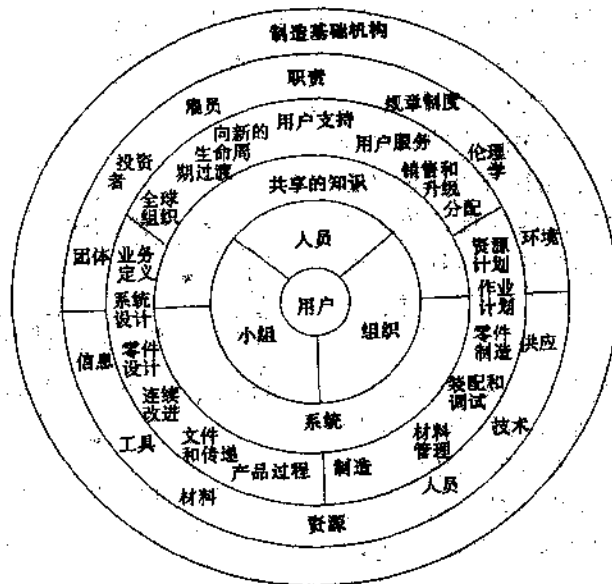 制造基础机构
职责
雇员
规章制度
投资
者
伦理
学
团体
环境
向新的
生命周
期过渡
用户支持
用户服务
销售和
升级
分配
全球
组织
业务
定义
资源
计划
共享的知识
人员
用户
小组
组织
系统
系统
设计
作业
计划
零件
设计
零件
制造
连续
改进
装配和
调试
文件
和传递
材料
管理
产品过程
制造
信息
供应
工具
技术
材料
人员
资源